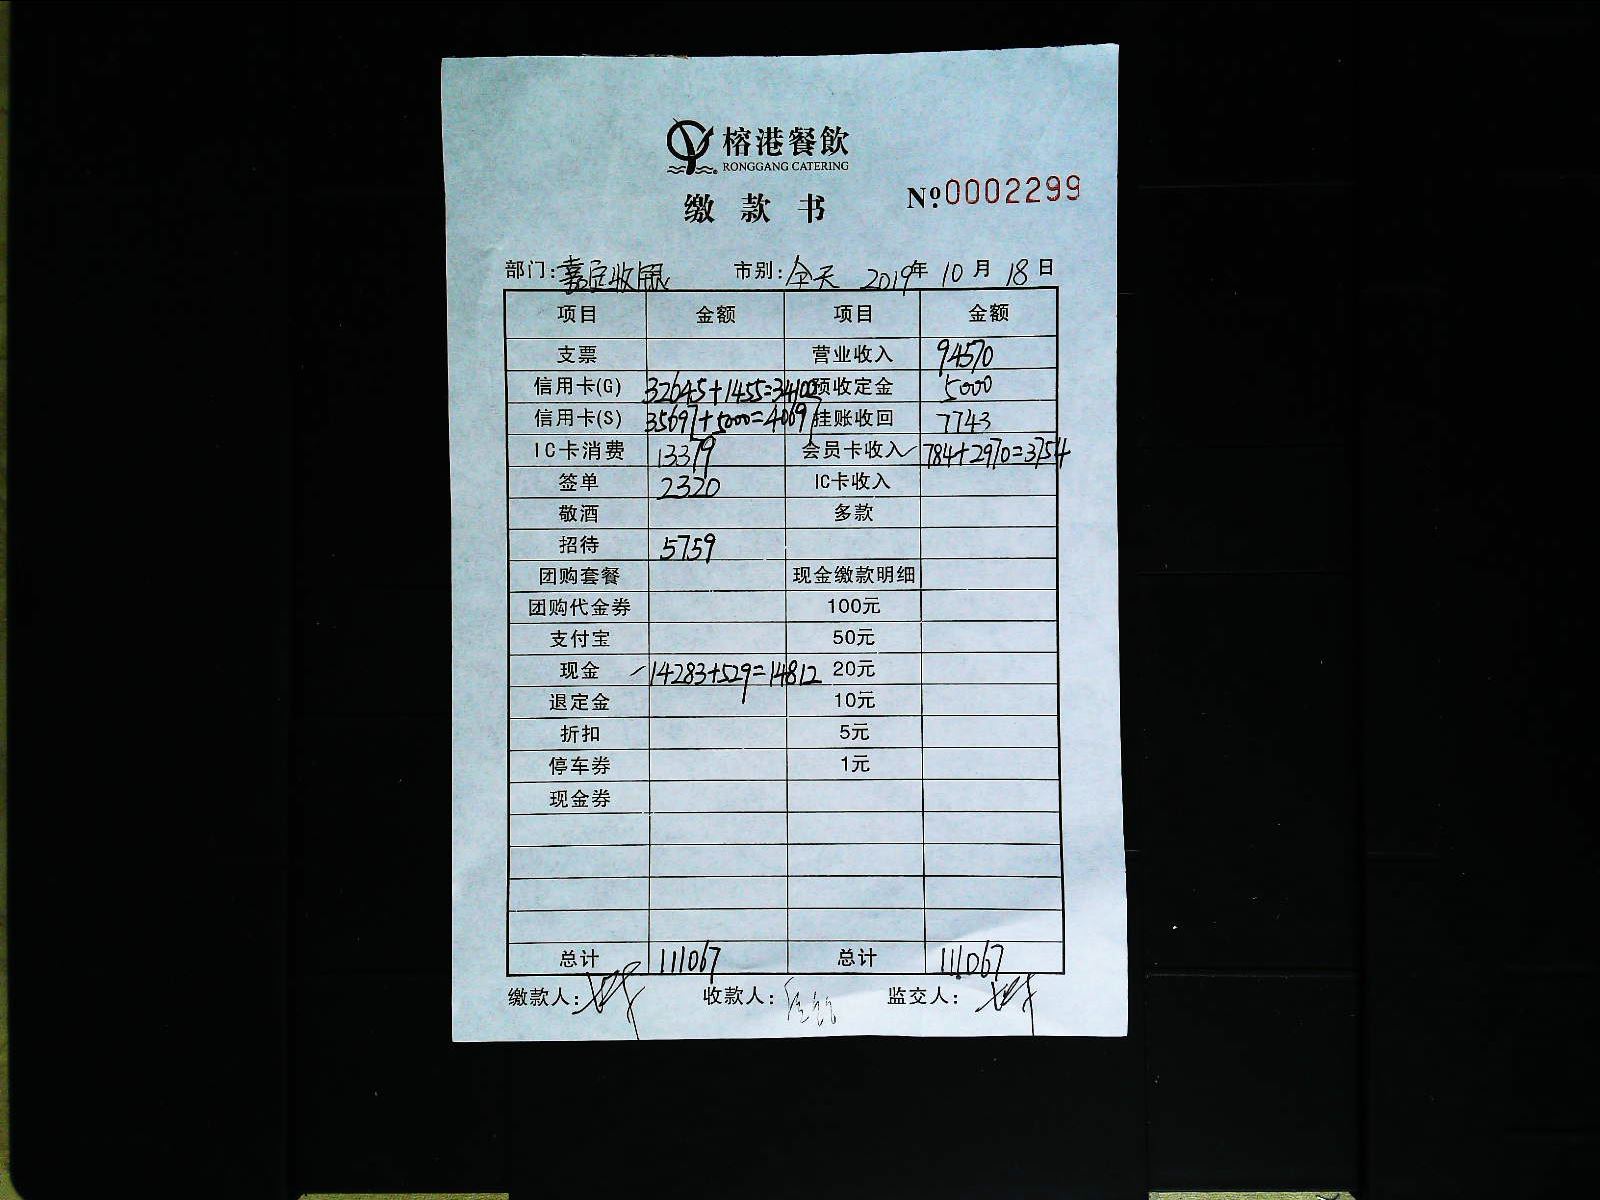 榕港餐飲
RONGGANG CATERING
缴款书 Nº 0002299
部门: 嘉定收银 市别: 全天 2019年 10月 18日
项目 金额 项目 金额
支票 营业收入 94570
信用卡(G) 32645+1455=34100 预收定金 5000
信用卡(S) 35697+5000=40697 挂账收回 7743
IC卡消费 13379 会员卡收入 784+2970=3754
签单 2320 IC卡收入
敬酒 多款
招待 5759
团购套餐 现金缴款明细
团购代金券 100元
支付宝 50元
现金 14283+529=14812 20元
退定金 10元
折扣 5元
停车券 1元
现金券
总计 111067 总计 111067
缴款人: 收款人: 监交人: